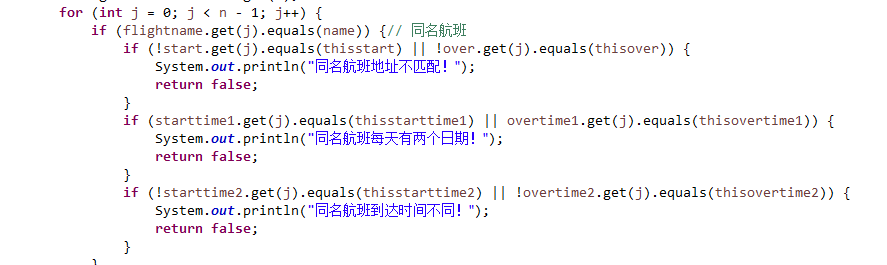 for (int j = 0; j < n - 1; j++) {
if (flightname.get(j).equals(name)) {// 同名航班
if (!start.get(j).equals(thisstart) || !over.get(j).equals(thisover)) {
System.out.println("同名航班地址不匹配！");
return false;
}
if (starttime1.get(j).equals(thisstarttime1) || overtime1.get(j).equals(thisovertime1)) {
System.out.println("同名航班每天有两个日期！");
return false;
}
if (!starttime2.get(j).equals(thisstarttime2) || !overtime2.get(j).equals(thisovertime2)) {
System.out.println("同名航班到达时间不同！");
return false;
}